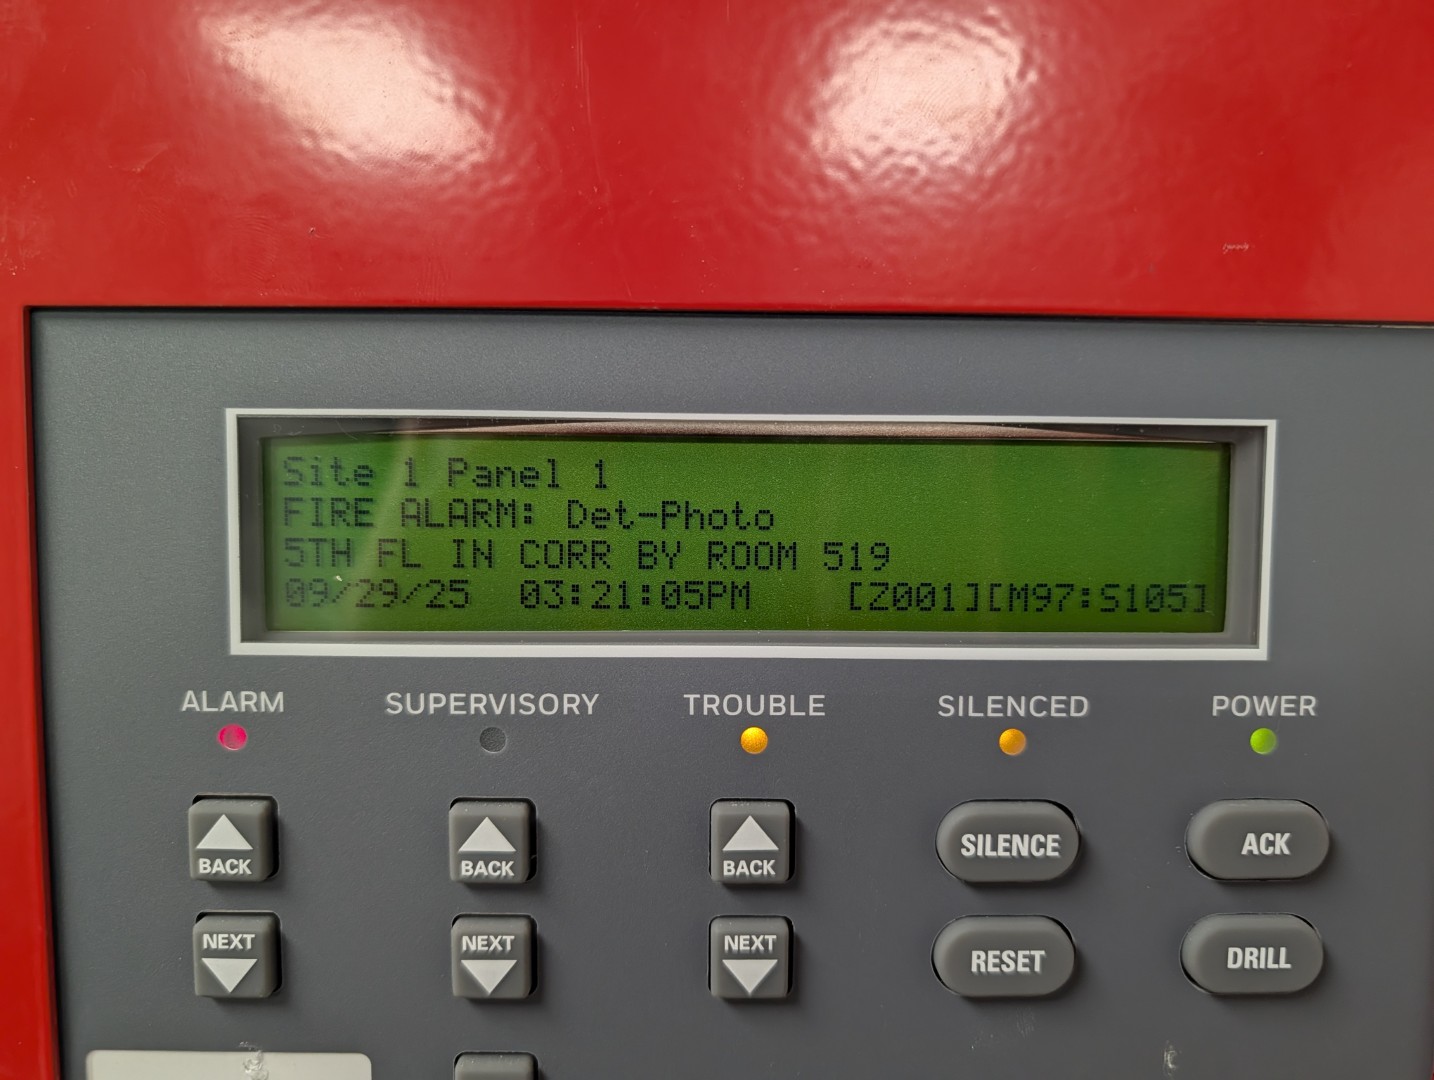 Site 1 Panel 1
FIRE ALARM: Det-Photo
5TH FL IN CORR BY ROOM 519
09/29/25 03:21:05PM [Z001][M97:S105]
ALARM SUPERVISORY TROUBLE SILENCED POWER
BACK BACK BACK SILENCE ACK
NEXT NEXT NEXT RESET DRILL